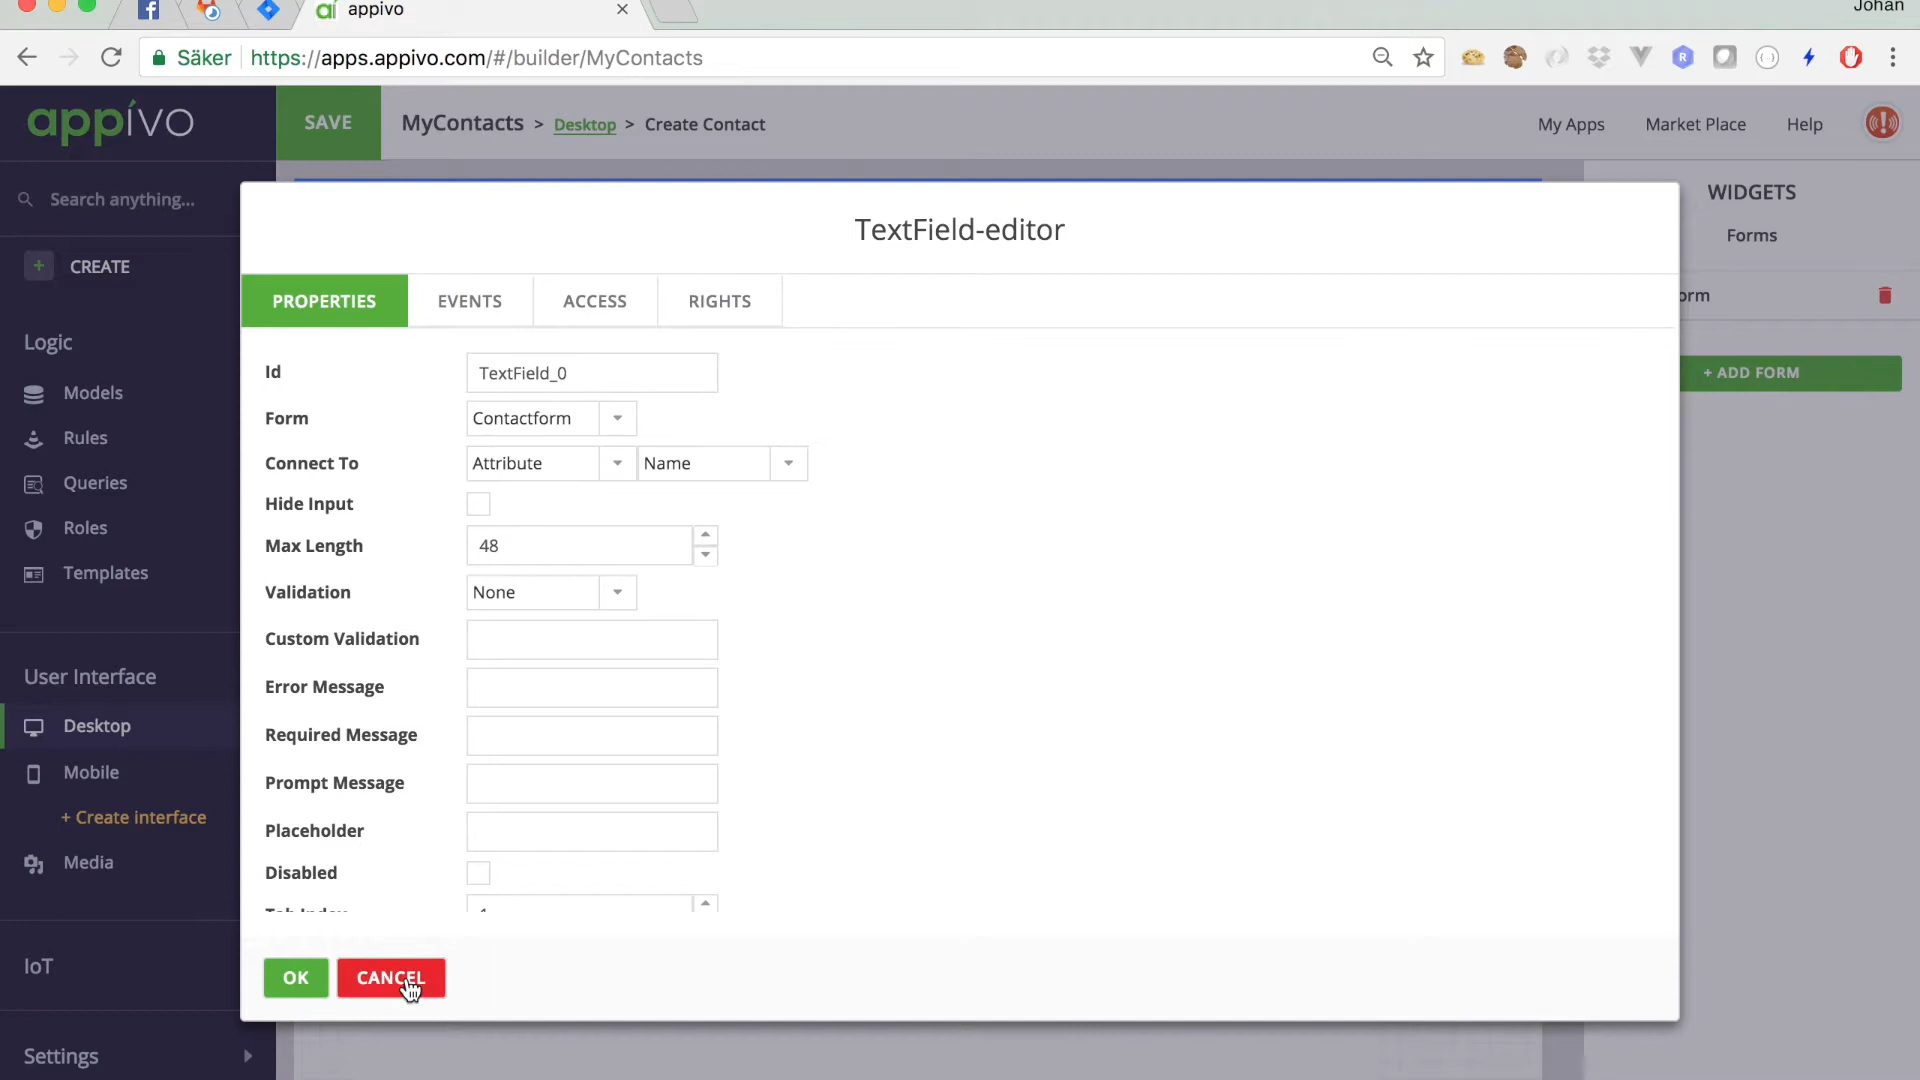 appivo
Johan
Säker
https://apps.appivo.com/#/builder/MyContacts
appivo
SAVE
MyContacts > Desktop > Create Contact
My Apps
Market Place
Help
Search anything...
CREATE
Logic
Models
Rules
Queries
Roles
Templates
User Interface
Desktop
Mobile
+ Create interface
Media
IoT
Settings
TextField-editor
PROPERTIES
EVENTS
ACCESS
RIGHTS
Id
TextField_0
Form
Contactform
Connect To
Attribute
Name
Hide Input
Max Length
48
Validation
None
Custom Validation
Error Message
Required Message
Prompt Message
Placeholder
Disabled
Tab Index
OK
CANCEL
WIDGETS
Forms
orm
+ ADD FORM